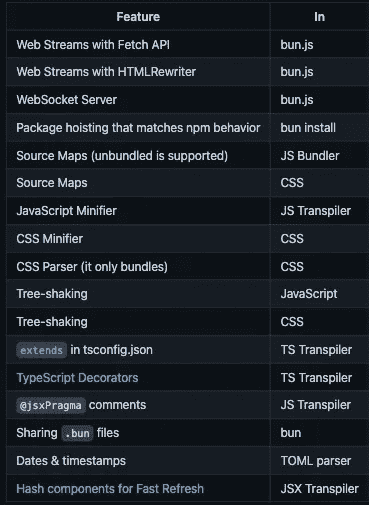 Feature In
Web Streams with Fetch API bun.js
Web Streams with HTMLRewriter bun.js
WebSocket Server bun.js
Package hoisting that matches npm behavior bun install
Source Maps (unbundled is supported) JS Bundler
Source Maps CSS
JavaScript Minifier JS Transpiler
CSS Minifier CSS
CSS Parser (it only bundles) CSS
Tree-shaking JavaScript
Tree-shaking CSS
extends in tsconfig.json TS Transpiler
TypeScript Decorators TS Transpiler
@jsxPragma comments JS Transpiler
Sharing .bun files bun
Dates & timestamps TOML parser
Hash components for Fast Refresh JSX Transpiler